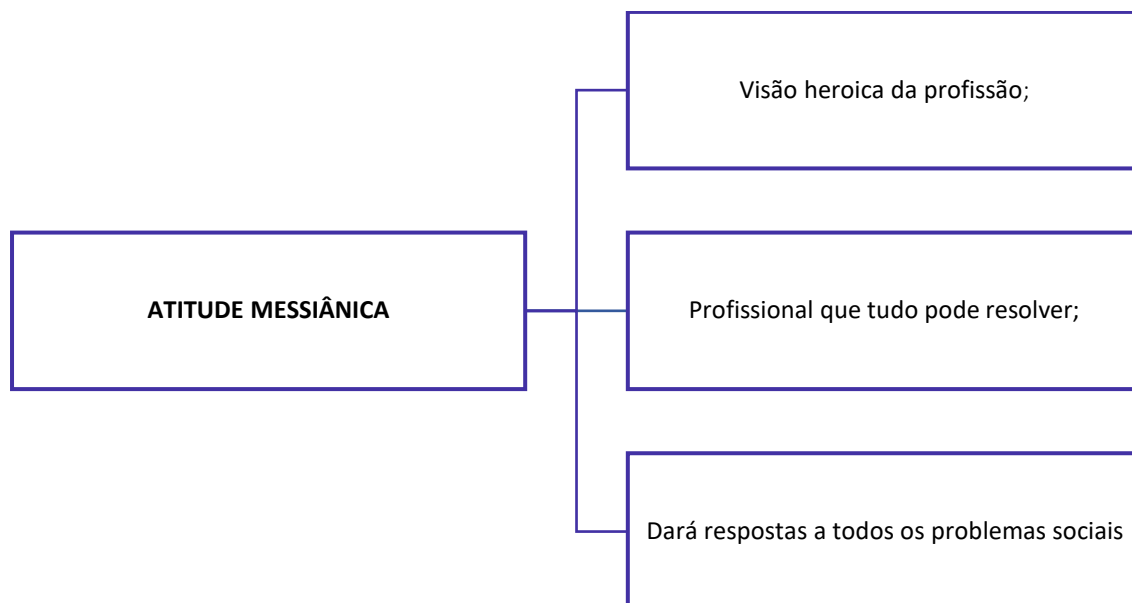 Visão heroica da profissão;
ATITUDE MESSIÂNICA
Profissional que tudo pode resolver;
Dará respostas a todos os problemas sociais